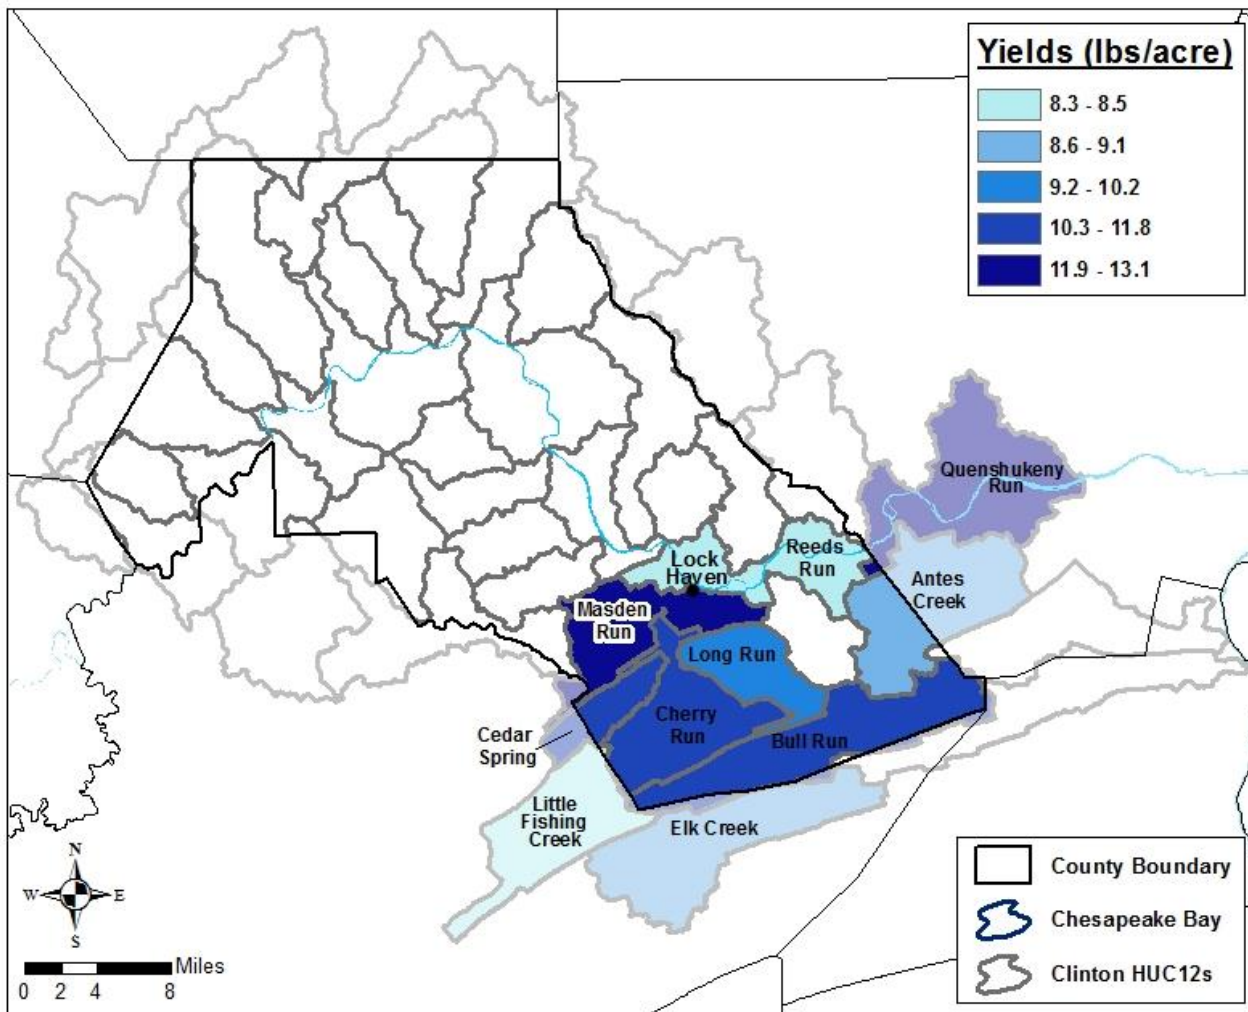 Yields (lbs/acre)
8.3 - 8.5
8.6 - 9.1
9.2 - 10.2
10.3 - 11.8
11.9 - 13.1
Quenshukeny
Run
Reeds
Run
Lock
Haven
Antes
Creek
Masden
Run
Long Run
Cherry
Run
Bull Run
Cedar
Spring
Little
Fishing
Creek
Elk Creek
N
W
E
S
Miles
0 2 4 8
County Boundary
Chesapeake Bay
Clinton HUC12s